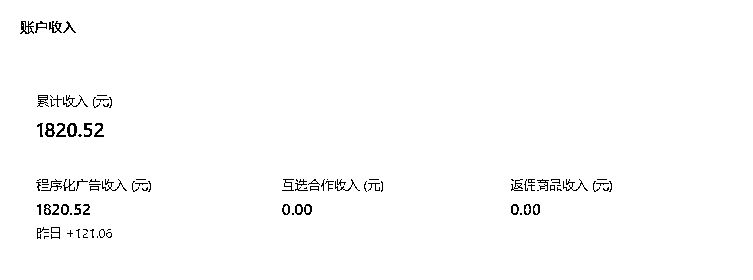 账户收入
累计收入 (元)
1820.52
程序化广告收入 (元) 互选合作收入 (元) 返佣商品收入 (元)
1820.52 0.00 0.00
昨日 +121.06